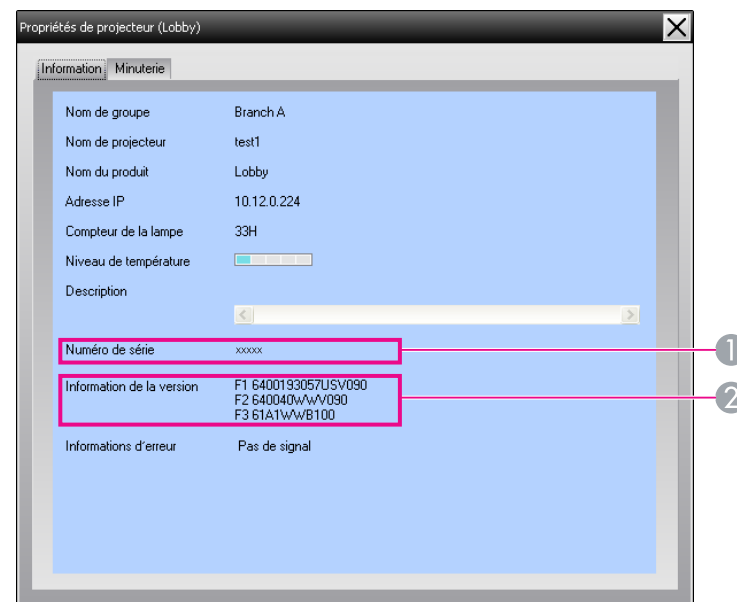 Propriétés de projecteur (Lobby)
Information Minuterie
Nom de groupe Branch A
Nom de projecteur test1
Nom du produit Lobby
Adresse IP 10.12.0.224
Compteur de la lampe 33H
Niveau de température
Description
Numéro de série xxxxx
1
Information de la version F1 6400193057USV090
F2 640040WWV090
2
F3 61A1WWB100
Informations d'erreur Pas de signal